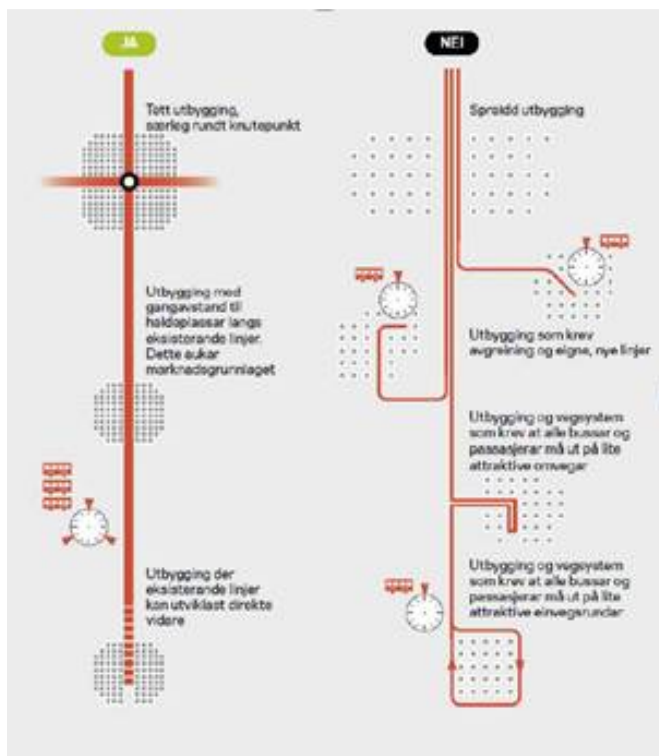 JA
Tett utbygging,
særleg rundt knutepunkt
Utbygging med
gangavstand til
haldeplassar langs
eksisterande linjer.
Dette aukar
marknadsgrunnlaget
Utbygging der
eksisterande linjer
kan utviklast direkte
vidare
NEI
Spreidd utbygging
Utbygging som krev
avgreining og eigne, nye linjer
Utbygging og vegsystem
som krev at alle bussar og
passasjerar må ut på lite
attraktive omvegar
Utbygging og vegsystem
som krev at alle bussar og
passasjerar må ut på lite
attraktive einvegsrundar